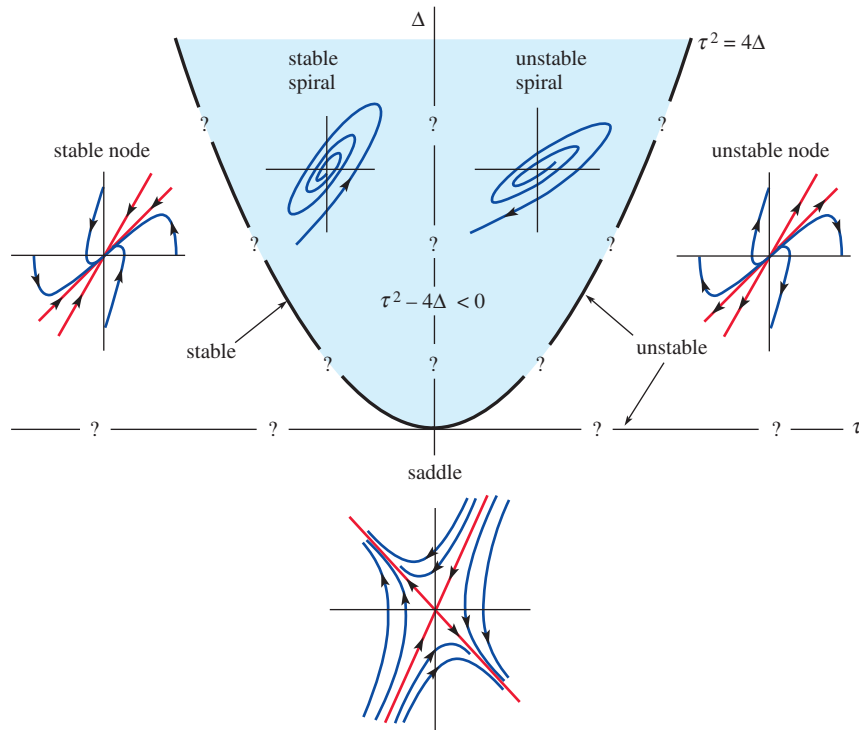 Δ
τ² = 4Δ
stable
spiral
unstable
spiral
? ? ?
stable node
unstable node
? ? ?
τ² – 4Δ < 0
stable
unstable
? ? ?
? ? ? ? τ
saddle